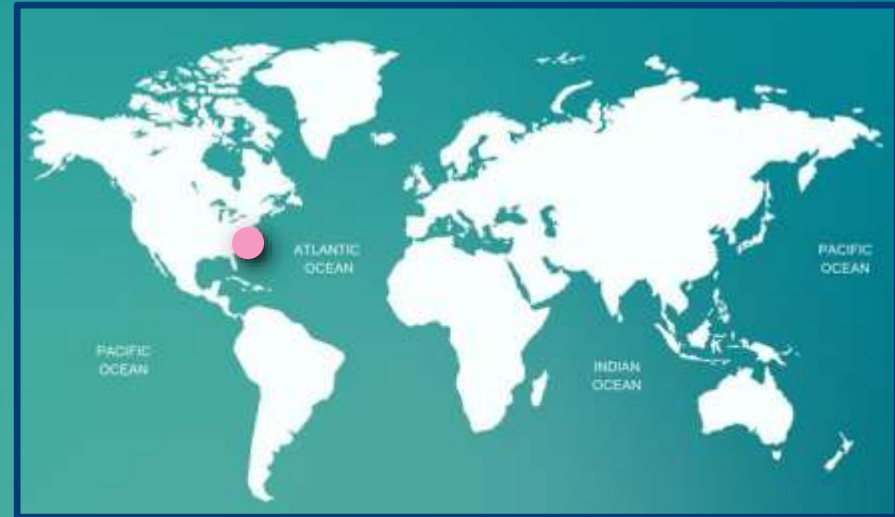 ATLANTIC
OCEAN
PACIFIC
OCEAN
PACIFIC
OCEAN
INDIAN
OCEAN